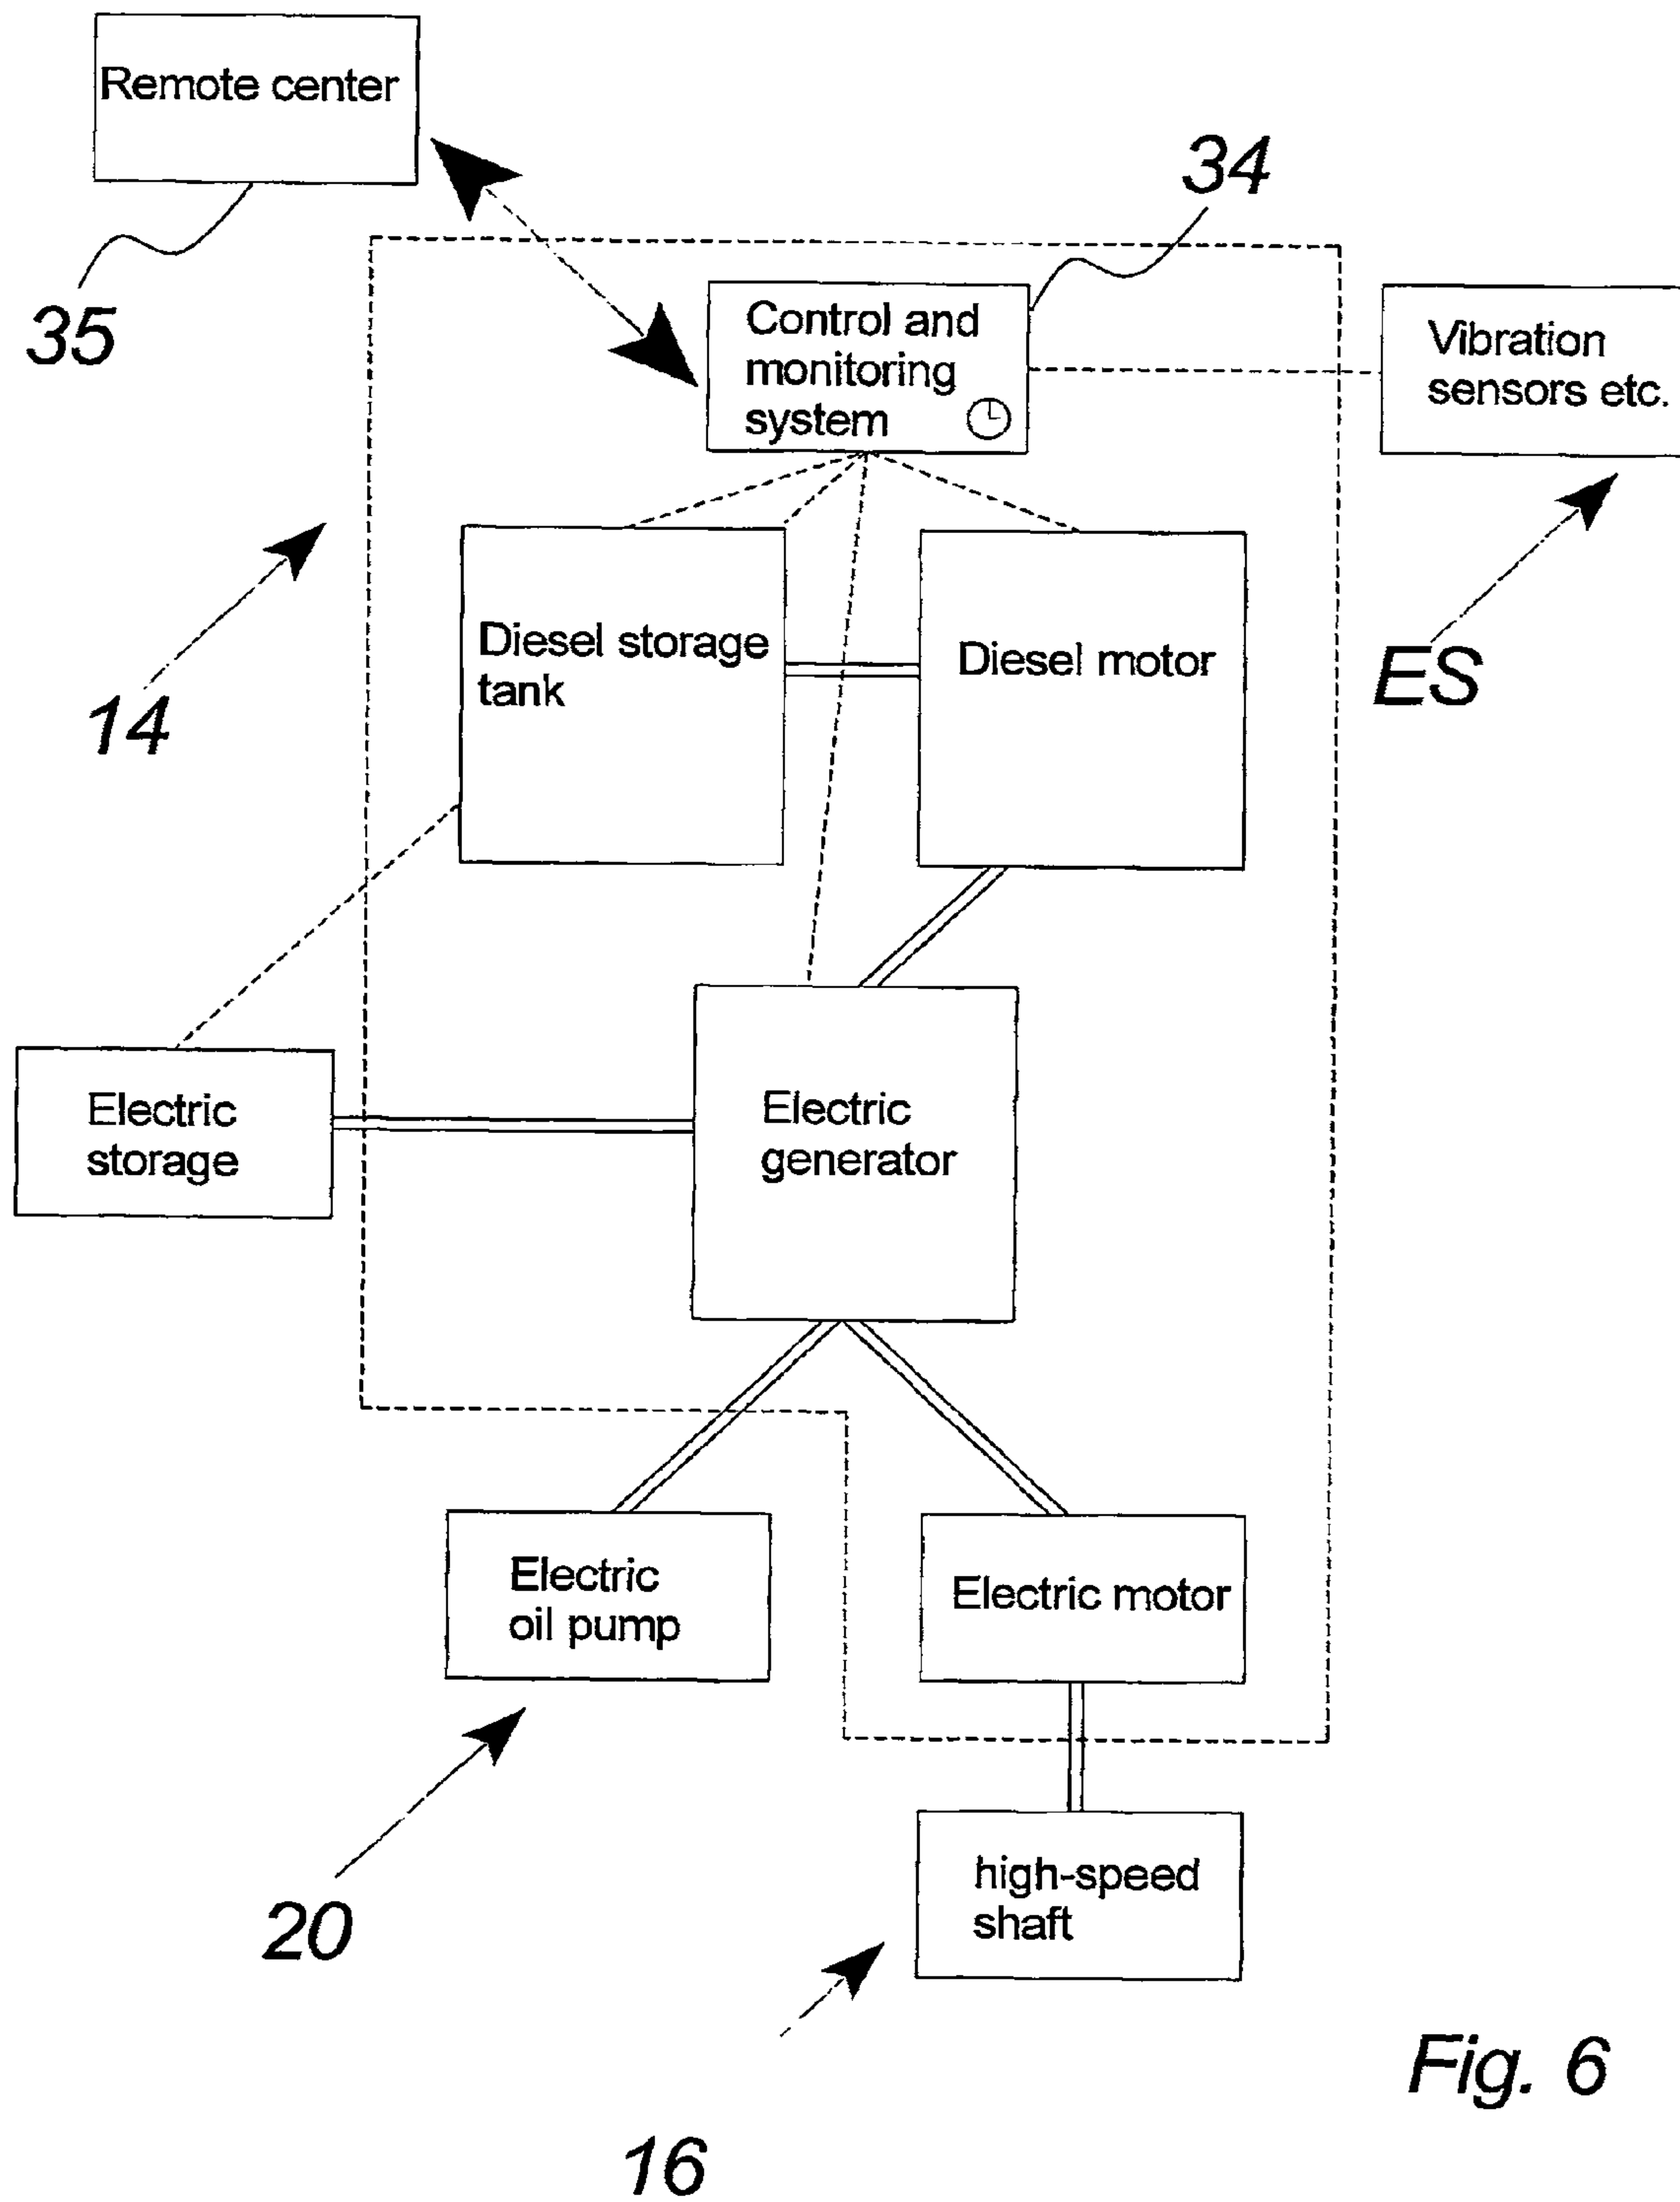 Remote center
34
35
Control and
monitoring
system
Vibration
sensors etc.
14
Diesel storage
tank
Diesel motor
ES
Electric
storage
Electric
generator
Electric
oil pump
Electric motor
20
high-speed
shaft
16
Fig. 6